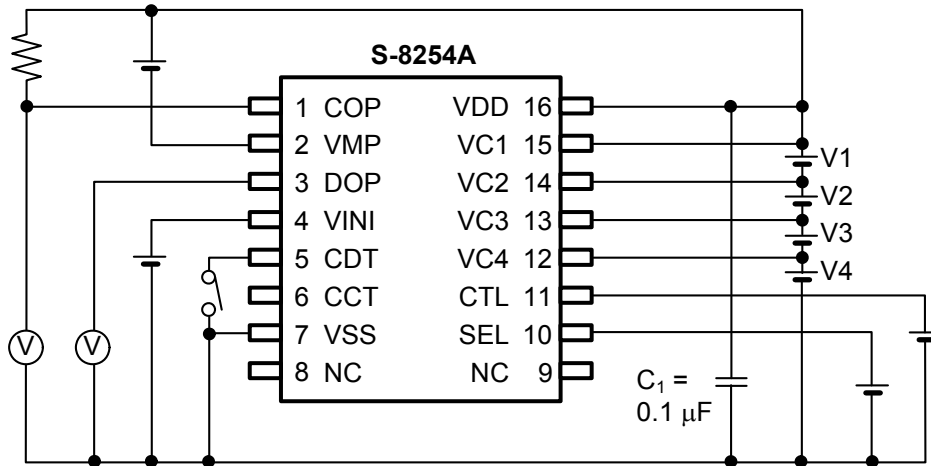 S-8254A
1 COP VDD 16
2 VMP VC1 15
V1
3 DOP VC2 14
V2
4 VINI VC3 13
V3
5 CDT VC4 12
V4
6 CCT CTL 11
7 VSS SEL 10
8 NC NC 9
V V
C₁ =
0.1 μF